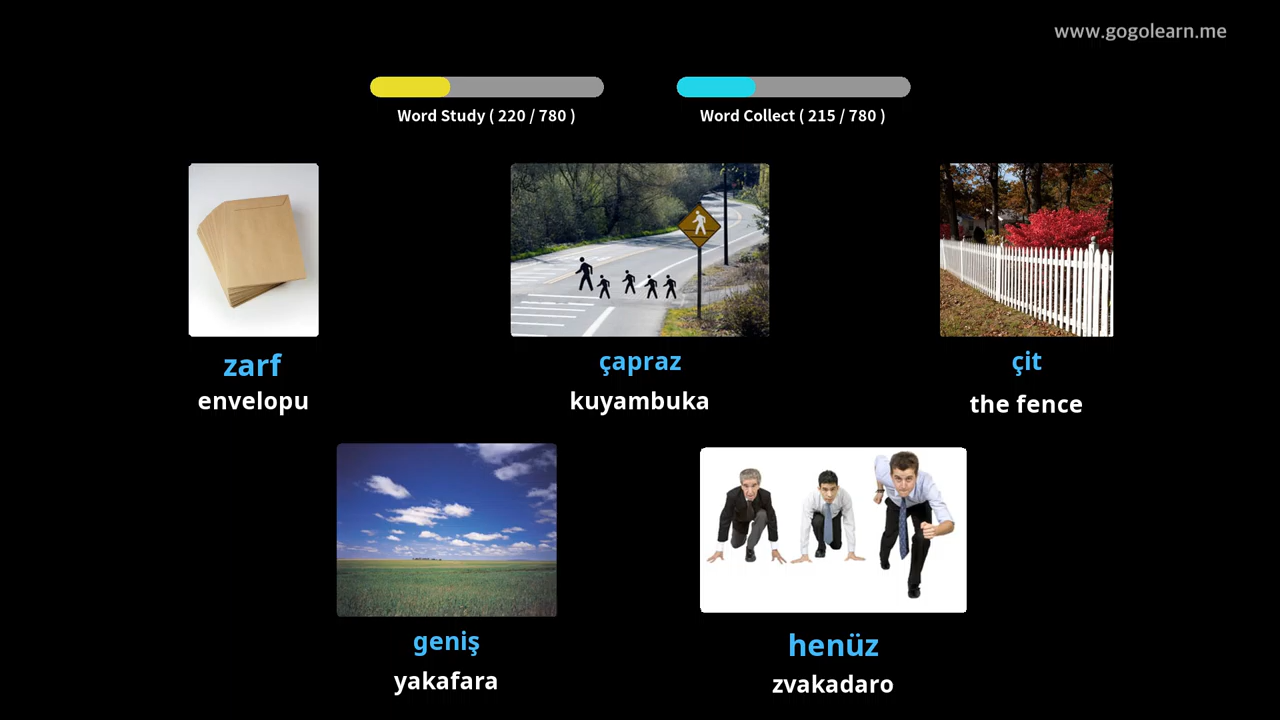 www.gogolearn.me
Word Study ( 220 / 780 )
Word Collect ( 215 / 780 )
zarf
envelopu
çapraz
kuyambuka
çit
the fence
geniş
yakafara
henüz
zvakadaro